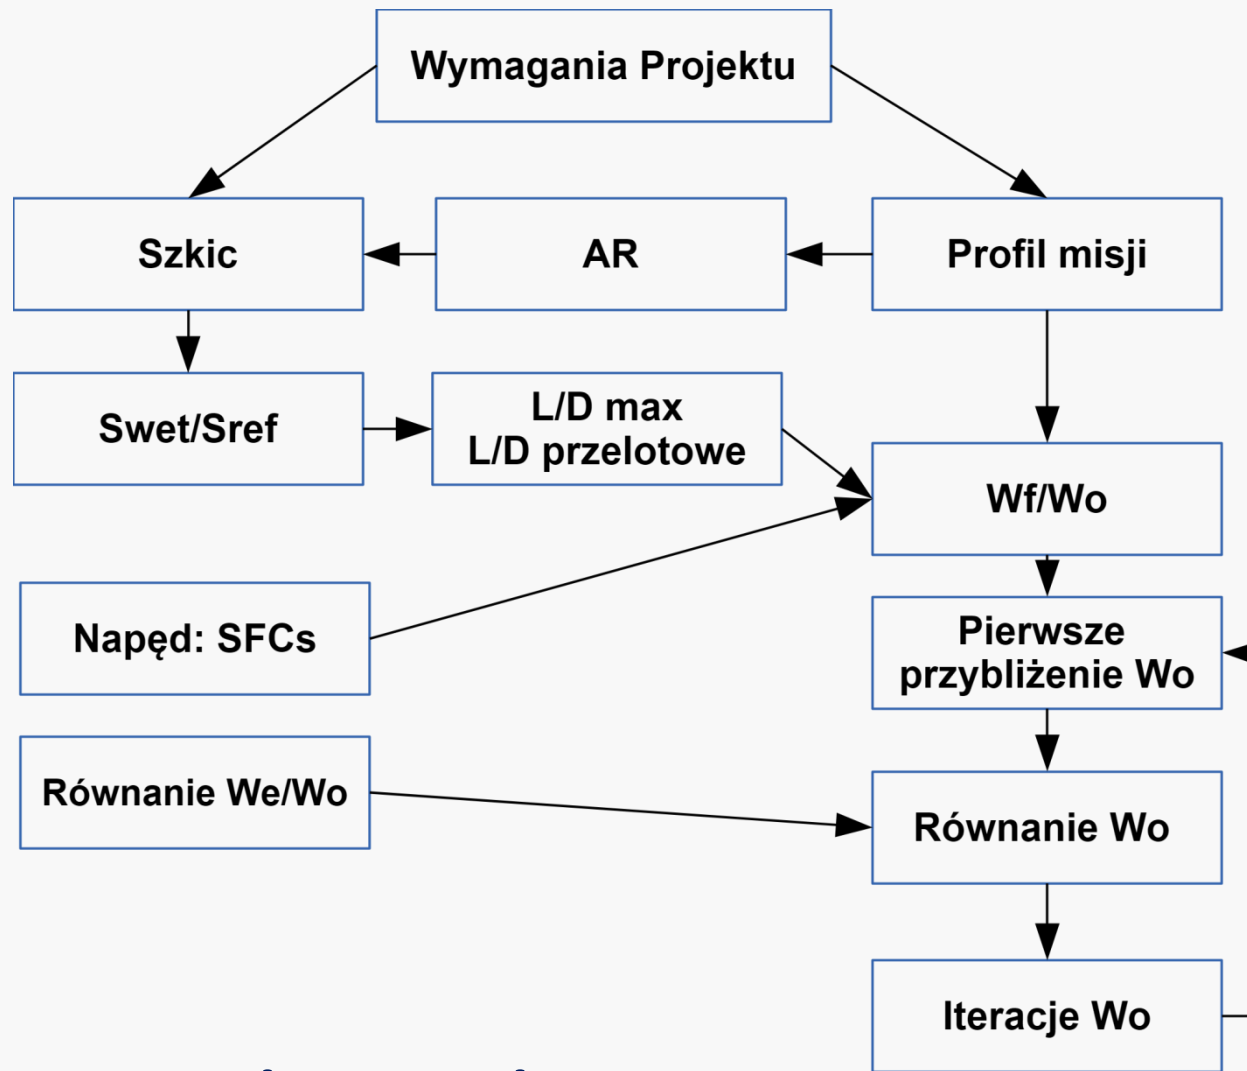 Wymagania Projektu
Szkic
AR
Profil misji
Swet/Sref
L/D max
L/D przelotowe
Wf/Wo
Napęd: SFCs
Pierwsze
przybliżenie Wo
Równanie We/Wo
Równanie Wo
Iteracje Wo